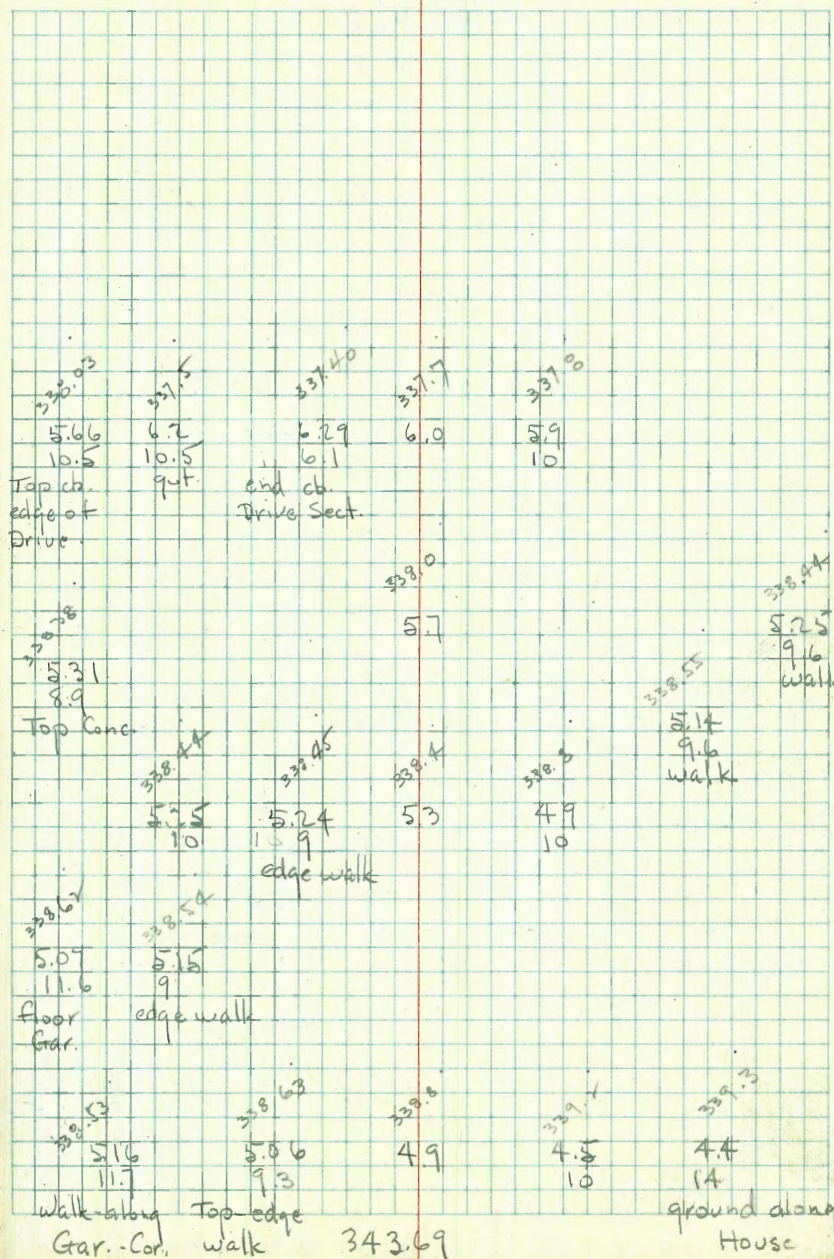 338.03 337.5 337.40 337.7 337.8
5.66 6.2 6.29 6.0 5.9
10.5 10.5 6.1 10
Top cb. gut. end cb.
edge of Drive Sect.
Drive
338.0
5.7
338.44
5.25
9.6
walk
338.38
5.31
8.9
Top Conc.
338.55
5.14
9.6
walk
338.44 338.45 338.4 338.8
5.25 5.24 5.3 4.9
10 10 9 10
edge walk
338.62 338.54
5.07 5.15
11.6 9
floor edge walk
Gar.
338.53 338.63 338.8 339.2 339.3
5.16 5.06 4.9 4.5 4.4
11.7 9.3 10 14
Walk-along Top-edge ground along
Gar.-Cor. walk 343.69 House